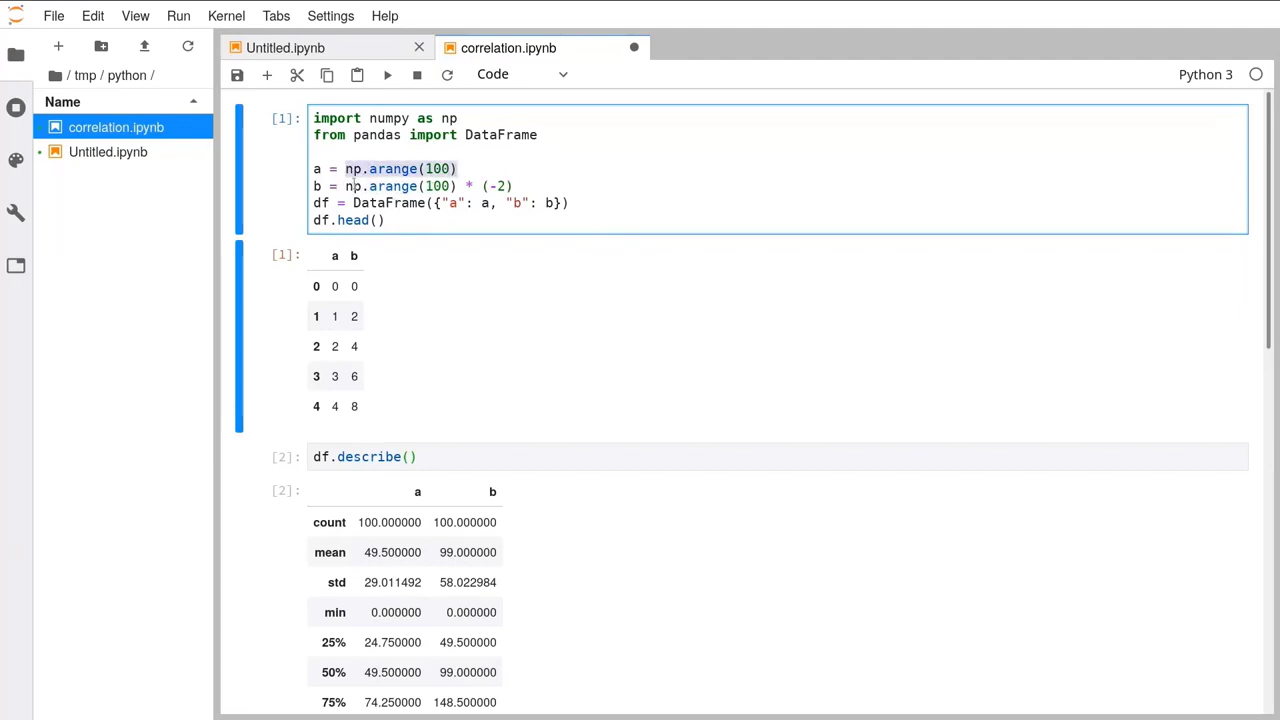 File Edit View Run Kernel Tabs Settings Help
Untitled.ipynb
correlation.ipynb
Code
Python 3
/ tmp / python /
Name
correlation.ipynb
Untitled.ipynb
[1]:
import numpy as np
from pandas import DataFrame
a = np.arange(100)
b = np.arange(100) * (-2)
df = DataFrame({"a": a, "b": b})
df.head()
[1]:
a b
0 0 0
1 1 2
2 2 4
3 3 6
4 4 8
[2]: df.describe()
[2]:
a b
count 100.000000 100.000000
mean 49.500000 99.000000
std 29.011492 58.022984
min 0.000000 0.000000
25% 24.750000 49.500000
50% 49.500000 99.000000
75% 74.250000 148.500000